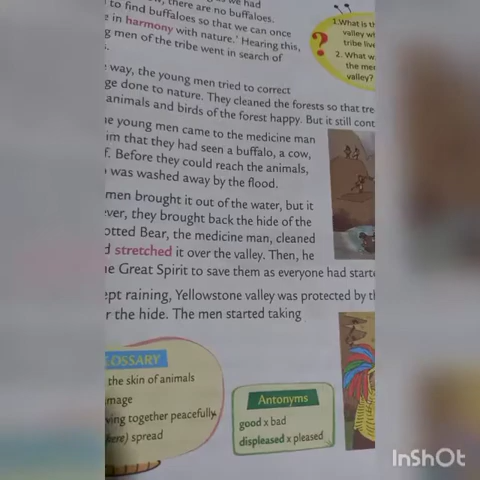 there are no buffaloes.
to find buffaloes so that we can once
e in harmony with nature.' Hearing this,
g men of the tribe went in search of
way, the young men tried to correct
ge done to nature. They cleaned the forests so that tre
animals and birds of the forest happy. But it still cont
e young men came to the medicine man
im that they had seen a buffalo, a cow,
f. Before they could reach the animals,
was washed away by the flood.
men brought it out of the water, but it
ver, they brought back the hide of the
otted Bear, the medicine man, cleaned
d stretched it over the valley. Then, he
e Great Spirit to save them as everyone had starte
ept raining, Yellowstone valley was protected by t
r the hide. The men started taking
?
1.What is th
valley wh
tribe live
2. What w
the me
valley?
LOSSARY
the skin of animals
mage
ving together peacefully
here) spread
Antonyms
good x bad
displeased x pleased
InShOt